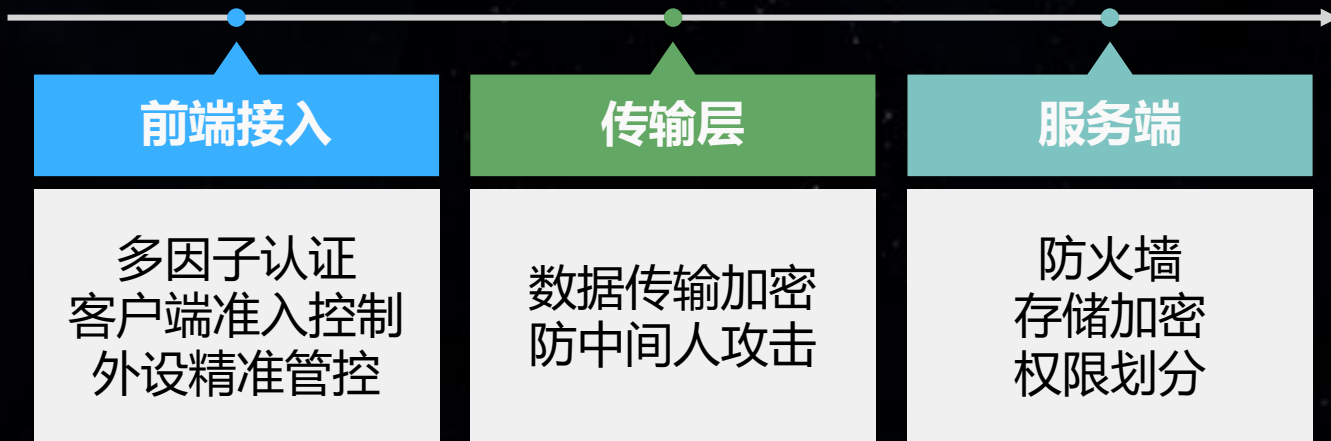 前端接入
多因子认证
客户端准入控制
外设精准管控
传输层
数据传输加密
防中间人攻击
服务端
防火墙
存储加密
权限划分